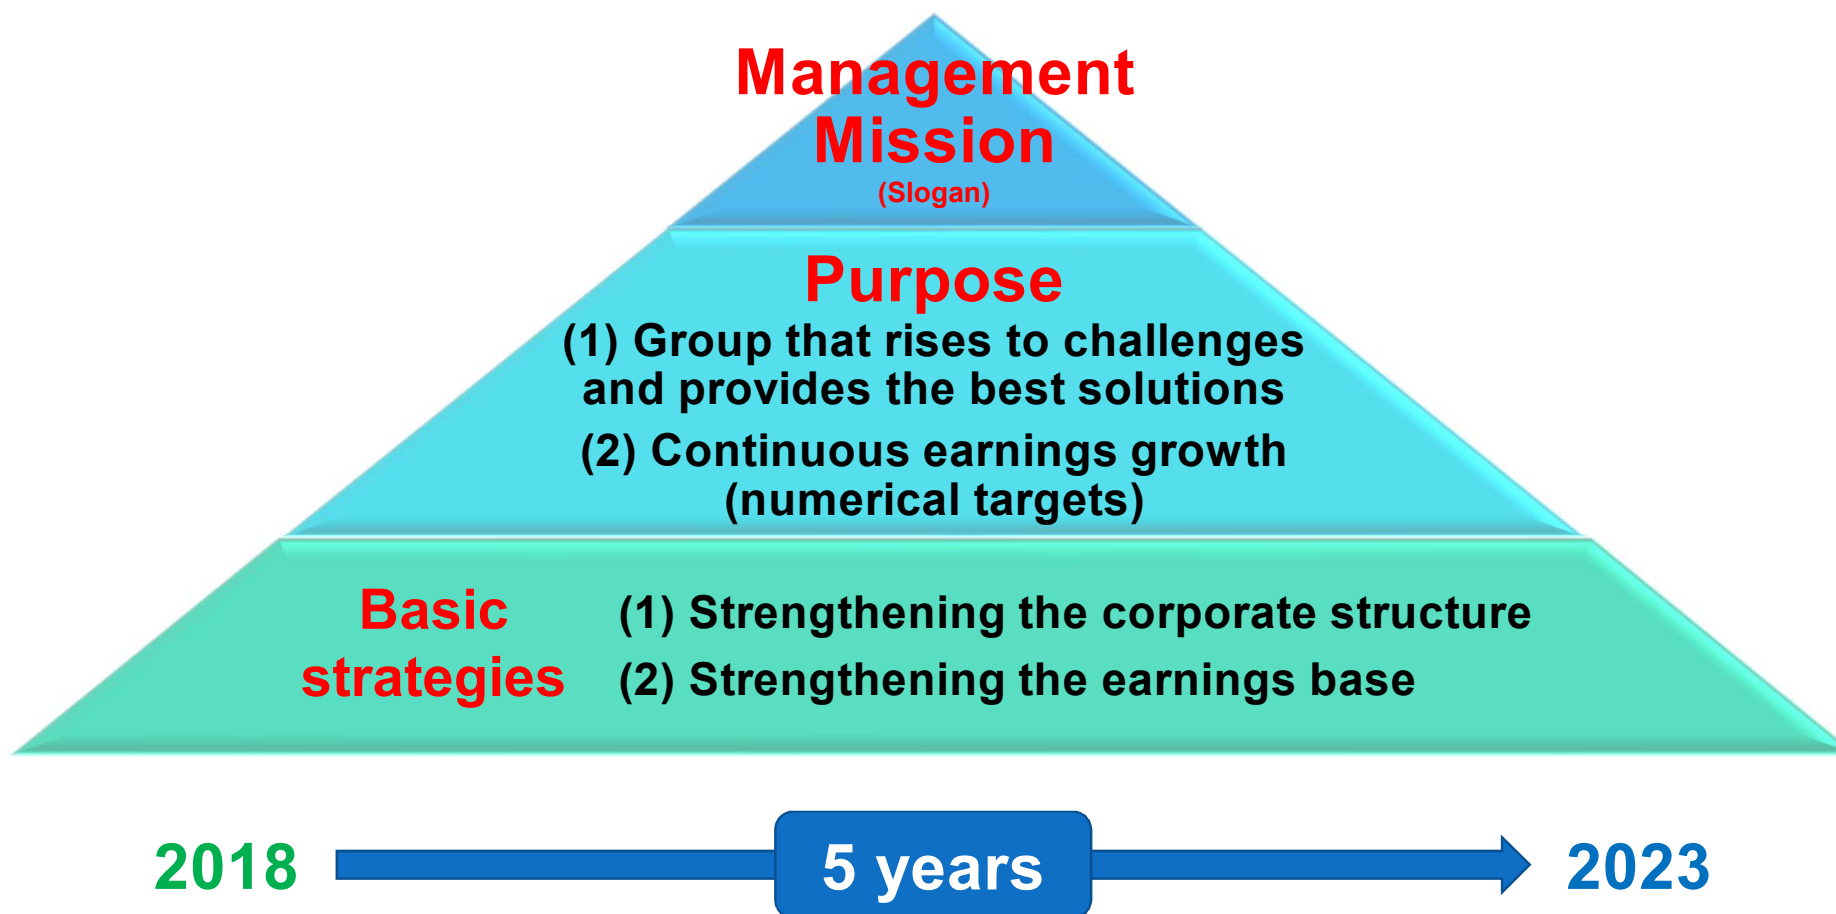 Management
Mission
(Slogan)
Purpose
(1) Group that rises to challenges
and provides the best solutions
(2) Continuous earnings growth
(numerical targets)
Basic
strategies
(1) Strengthening the corporate structure
(2) Strengthening the earnings base
2018
5 years
2023